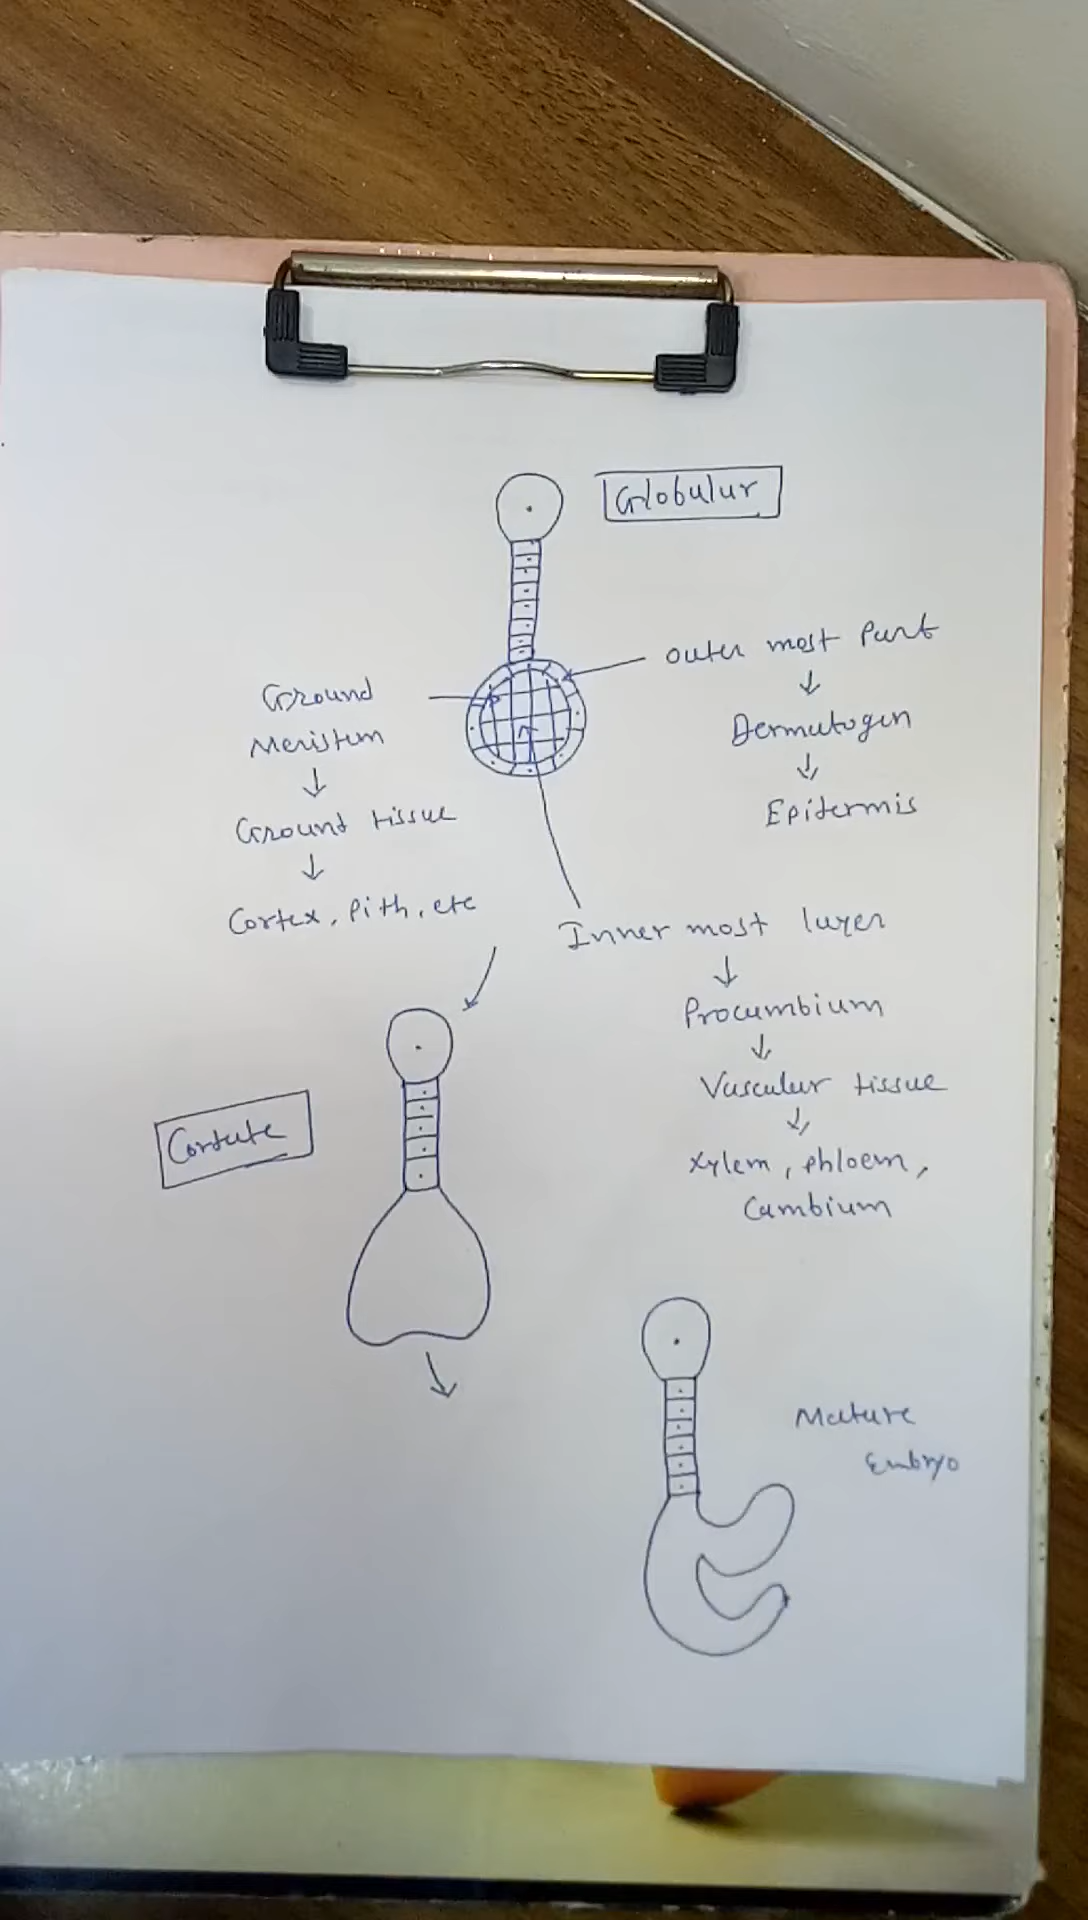 Globular
outer most Part
Dermatogen
Epidermis
Ground
Meristem
Ground tissue
Cortex, Pith, etc
Inner most layer
Procambium
Vascular tissue
xylem, phloem,
Cambium
Cordate
Mature
Embryo